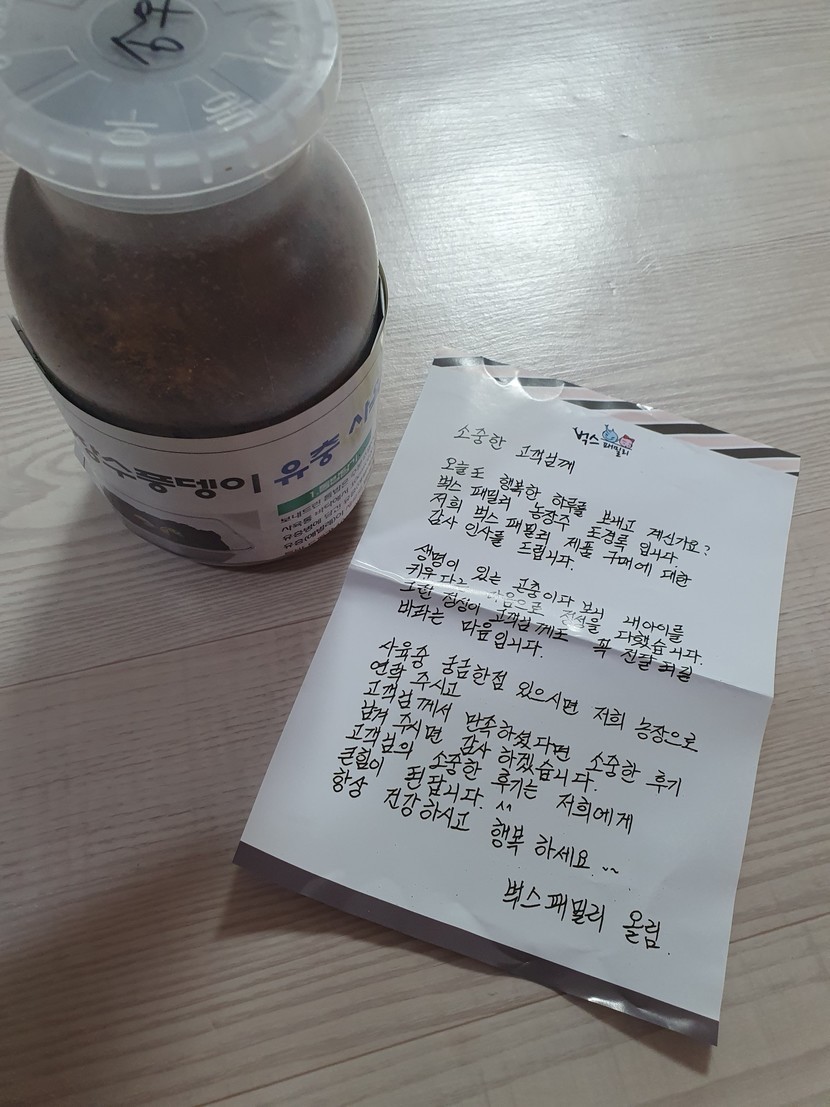 수풍뎅이 유충
벅스
패밀리
소중한 고객님께
오늘도 행복한 하루를 보내고 계신가요?
벅스 패밀리 농장주 도경록 입니다.
저희 벅스 패밀리 제품 구매에 대한
감사 인사를 드립니다.
생명이 있는 곤충이다 보니 내아이를
키운다는 마음으로 정성을 다했습니다.
그런 정성이 고객님께도 꼭 전달 되길
바라는 마음입니다.
사육중 궁금한점 있으시면 저희 농장으로
연락 주시고
고객님께서 만족하셨다면 소중한 후기
남겨 주시면 감사 하겠습니다.
고객님의 소중한 후기는 저희에게
큰힘이 된답니다. ^^
항상 건강하시고 행복 하세요 ~~
벅스패밀리 올림.